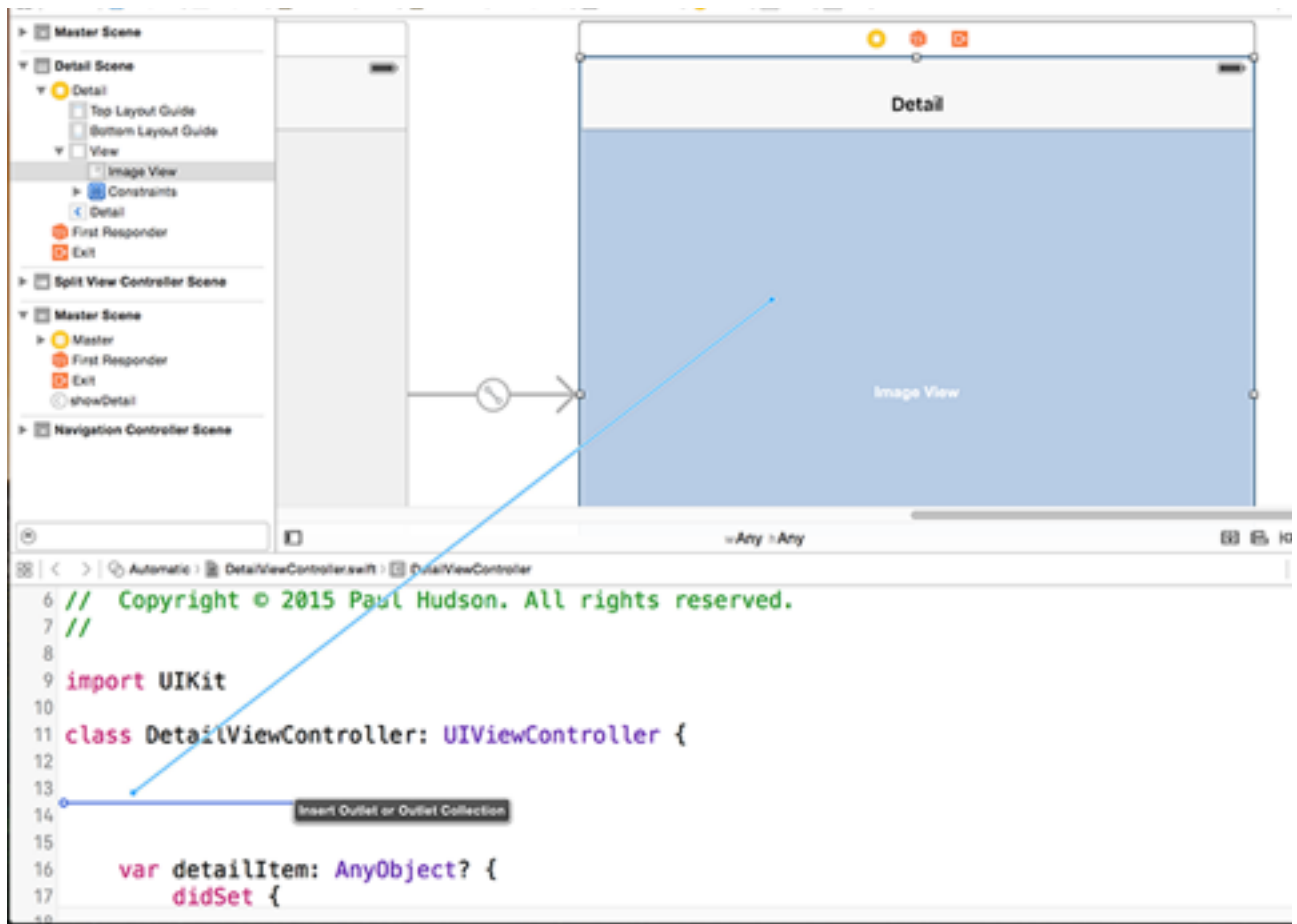 Master Scene
Detail Scene
Detail
Top Layout Guide
Bottom Layout Guide
View
Image View
Constraints
Detail
First Responder
Exit
Split View Controller Scene
Master Scene
Master
First Responder
Exit
showDetail
Navigation Controller Scene
Detail
Image View
wAny hAny
Automatic DetailViewController.swift DetailViewController
6 //  Copyright © 2015 Paul Hudson. All rights reserved.
7 //
8
9 import UIKit
10
11 class DetailViewController: UIViewController {
12
13
14
Insert Outlet or Outlet Collection
15
16     var detailItem: AnyObject? {
17         didSet {
18